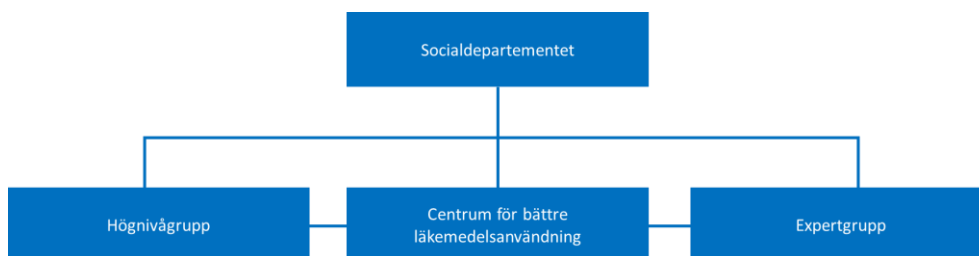 Socialdepartementet
Högnivågrupp
Centrum för bättre
läkemedelsanvändning
Expertgrupp